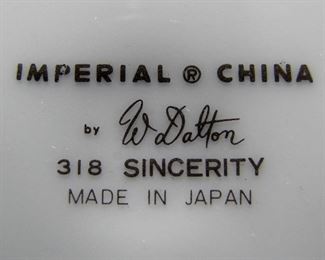 IMPERIAL ® CHINA
by W Dalton
318 SINCERITY
MADE IN JAPAN